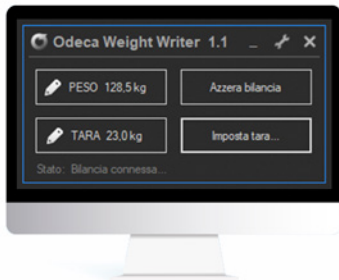 Odeca Weight Writer 1.1
PESO 128,5 kg
Azzera bilancia
TARA 23,0 kg
Imposta tara...
Stato: Bilancia connessa...